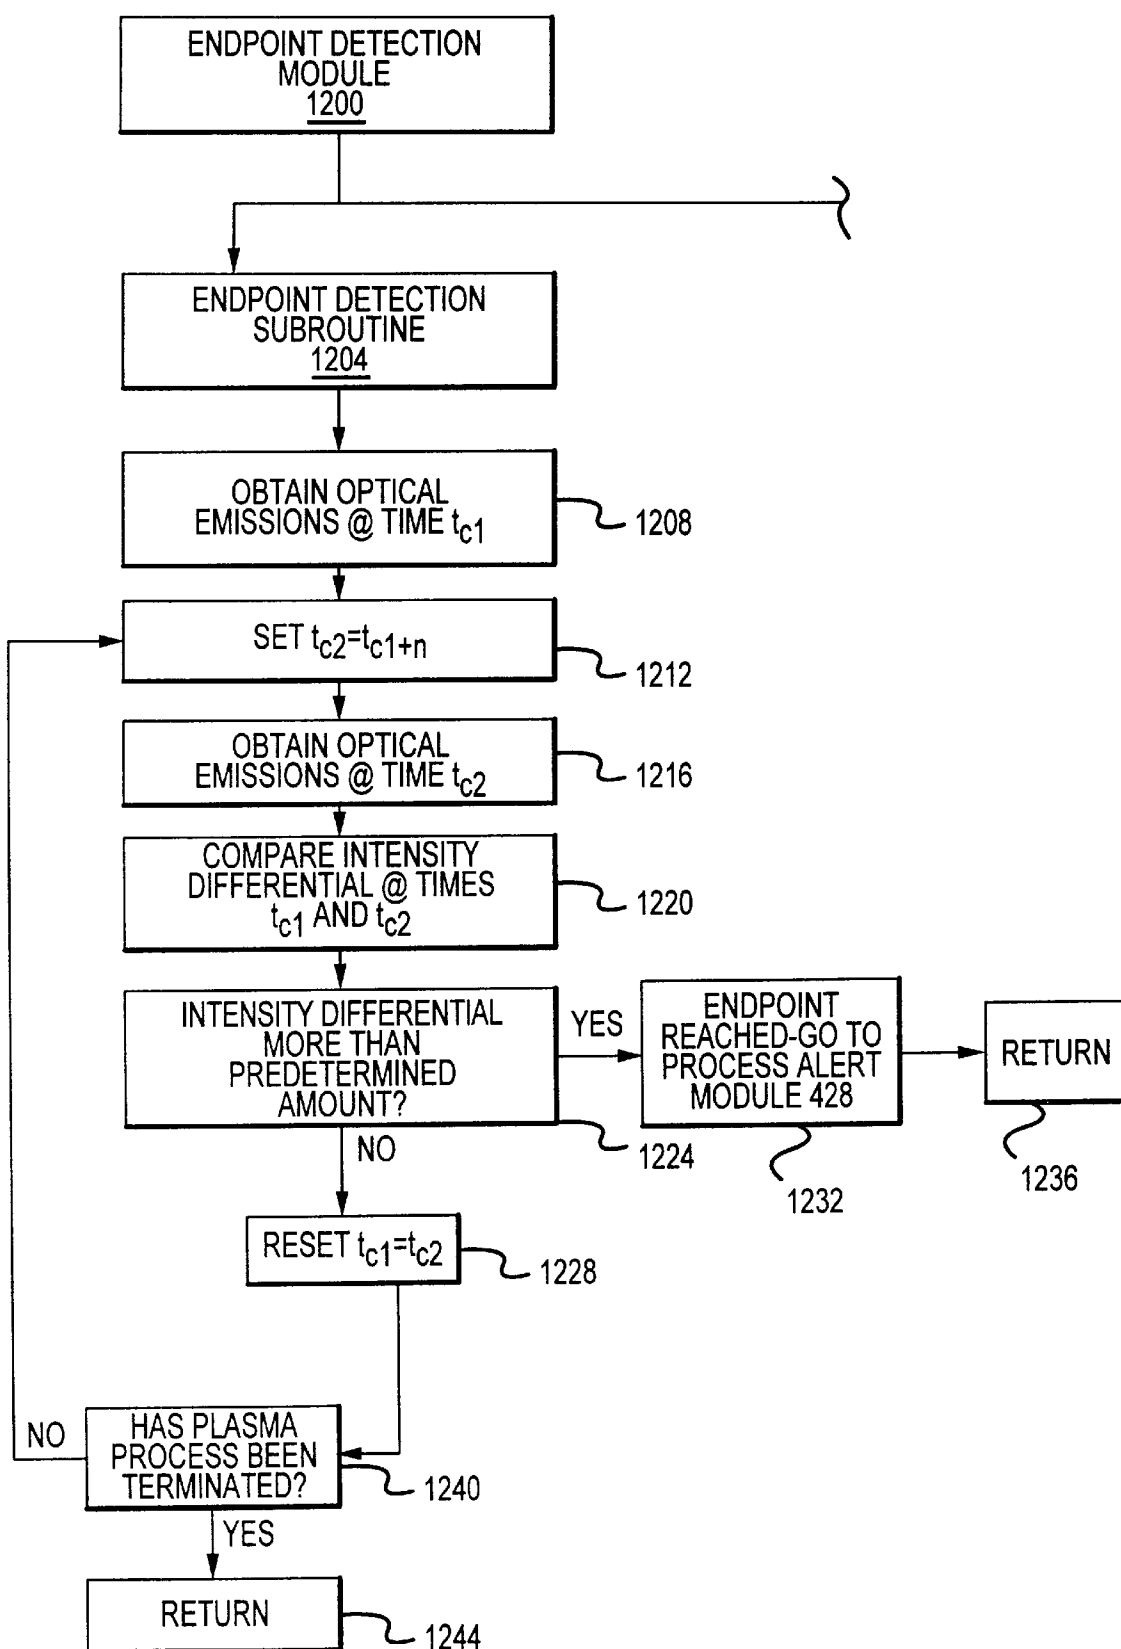 ENDPOINT DETECTION
MODULE
1200
ENDPOINT DETECTION
SUBROUTINE
1204
OBTAIN OPTICAL
EMISSIONS @ TIME tc1
1208
SET tc2=tc1+n
1212
OBTAIN OPTICAL
EMISSIONS @ TIME tc2
1216
COMPARE INTENSITY
DIFFERENTIAL @ TIMES
tc1 AND tc2
1220
INTENSITY DIFFERENTIAL
MORE THAN
PREDETERMINED
AMOUNT?
1224
YES
ENDPOINT
REACHED-GO TO
PROCESS ALERT
MODULE 428
1232
RETURN
1236
NO
RESET tc1=tc2
1228
HAS PLASMA
PROCESS BEEN
TERMINATED?
1240
NO
YES
RETURN
1244